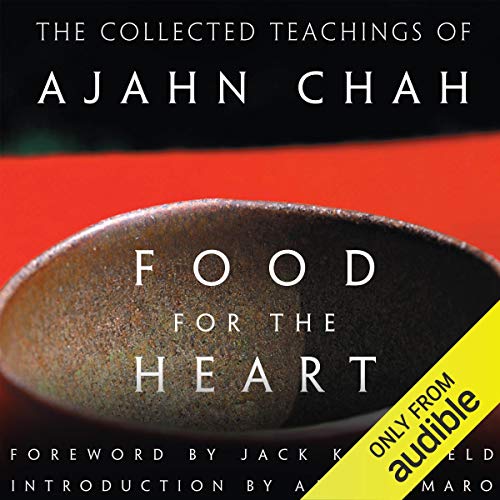 THE COLLECTED TEACHINGS OF
AJAHN CHAH
FOOD
FOR THE
HEART
FOREWORD BY JACK
INTRODUCTION BY
ONLY FROM
audible